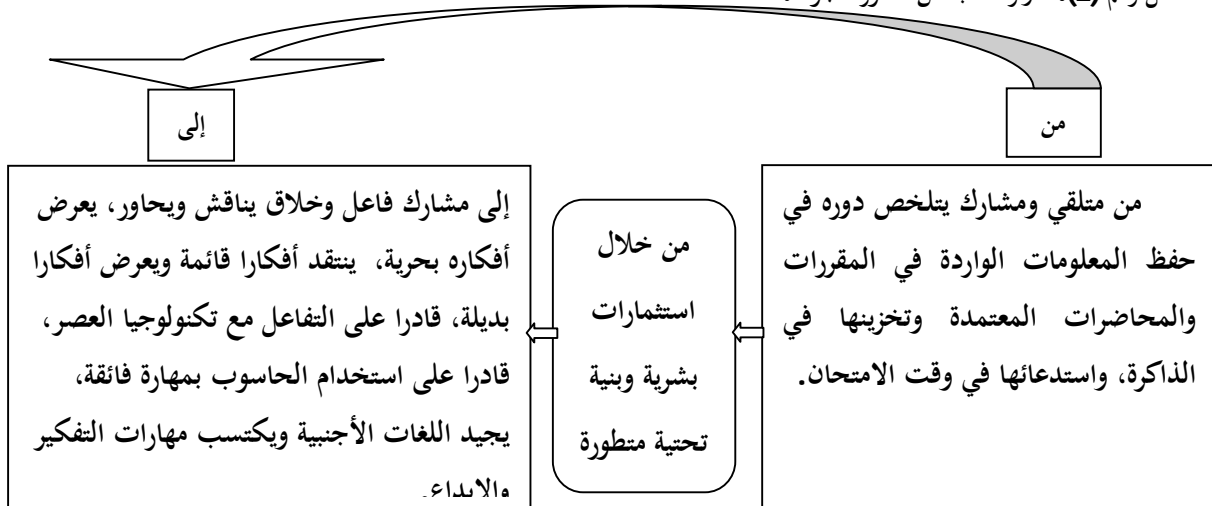 من
إلى
من متلقي ومشارك يتلخص دوره في
حفظ المعلومات الواردة في المقررات
والمحاضرات المعتمدة وتخزينها في
الذاكرة، واستدعائها في وقت الامتحان.
من خلال
استثمارات
بشرية وبنية
تحتية متطورة
إلى مشارك فاعل وخلاق يناقش ويحاور، يعرض
أفكاره بحرية، ينتقد أفكارا قائمة ويعرض أفكارا
بديلة، قادرا على التفاعل مع تكنولوجيا العصر،
قادرا على استخدام الحاسوب بمهارة فائقة،
يجيد اللغات الأجنبية ويكتسب مهارات التفكير
والابداع.